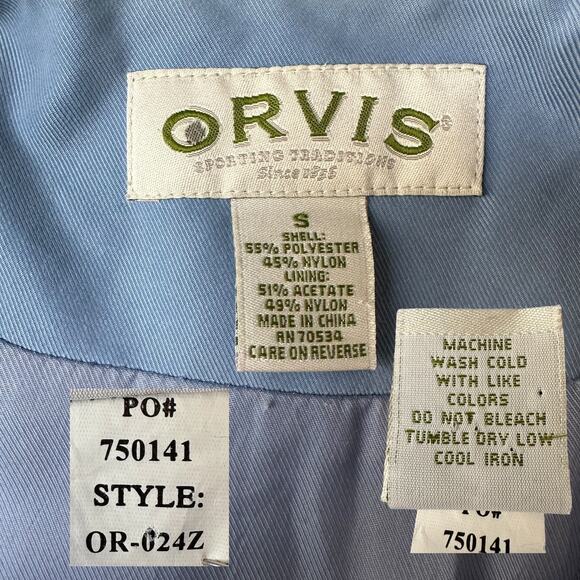 ORVIS®
SPORTING TRADITIONS
Since 1856
S
SHELL:
55% POLYESTER
45% NYLON
LINING:
51% ACETATE
49% NYLON
MADE IN CHINA
RN 70534
CARE ON REVERSE
MACHINE
WASH COLD
WITH LIKE
COLORS
DO NOT BLEACH
TUMBLE DRY LOW
COOL IRON
PO#
750141
STYLE:
OR-024Z
PO#
750141